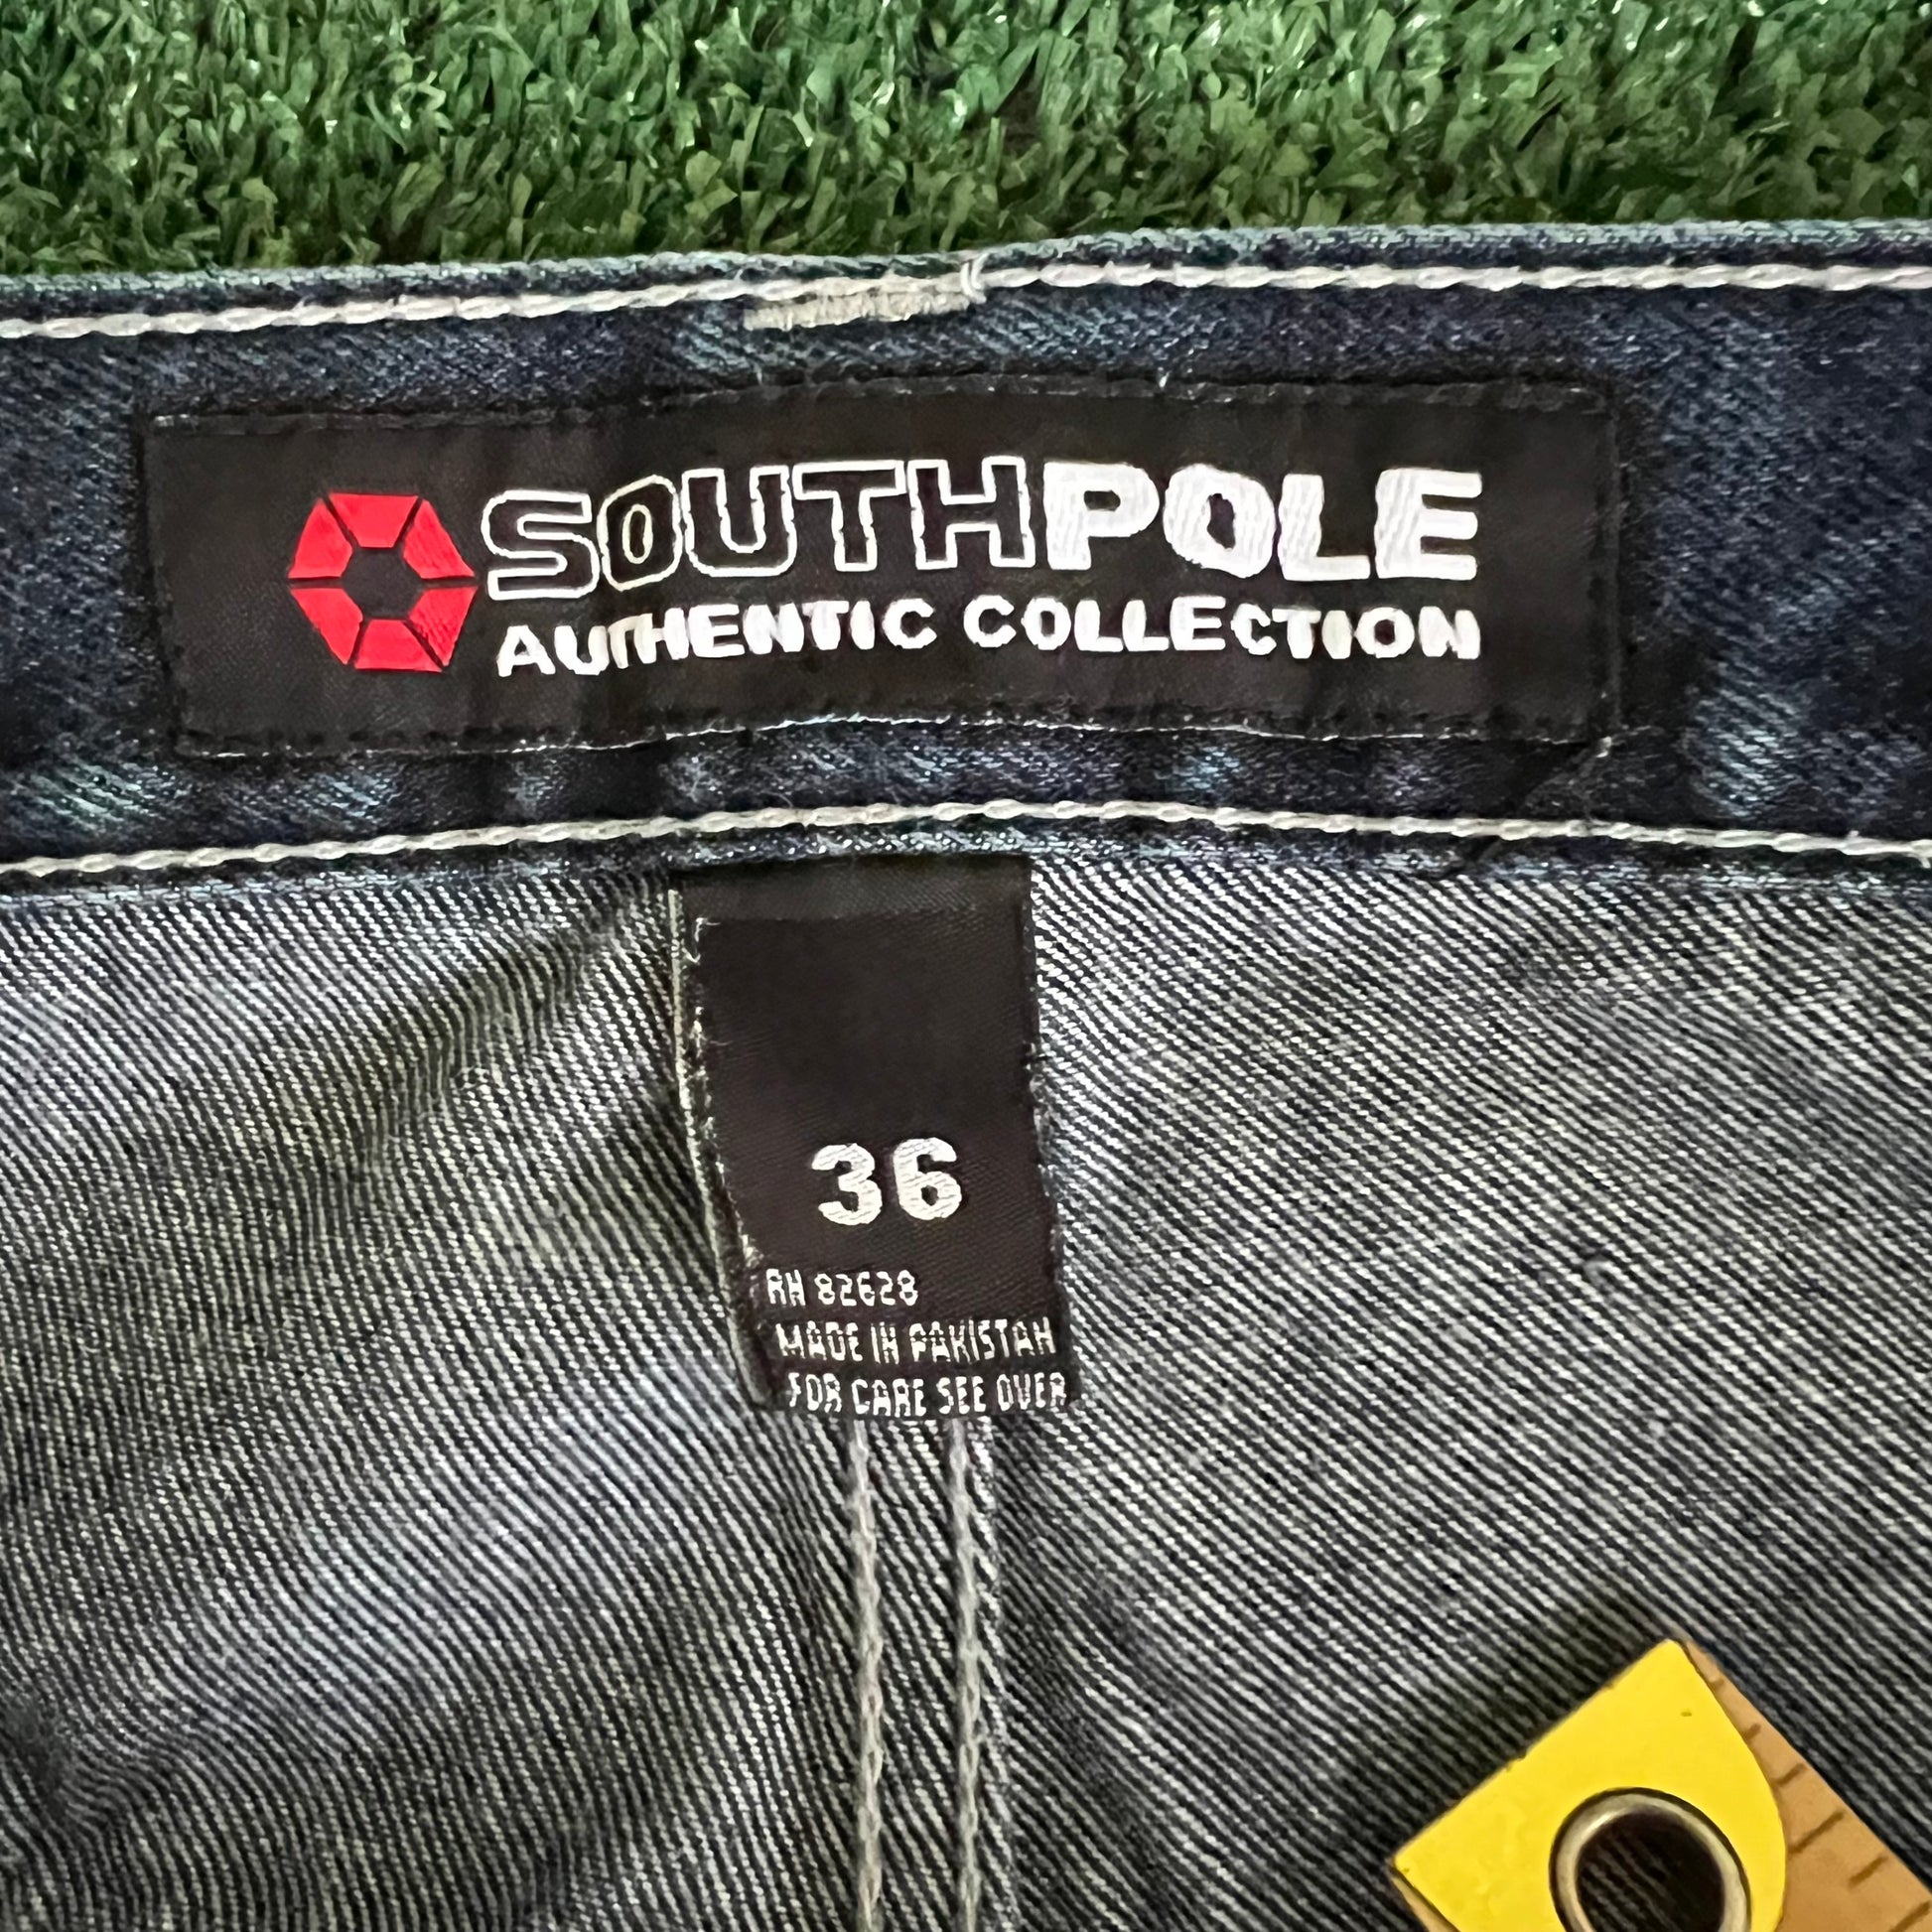 SOUTHPOLE
AUTHENTIC COLLECTION
36
RN 82628
MADE IN PAKISTAN
FOR CARE SEE OVER